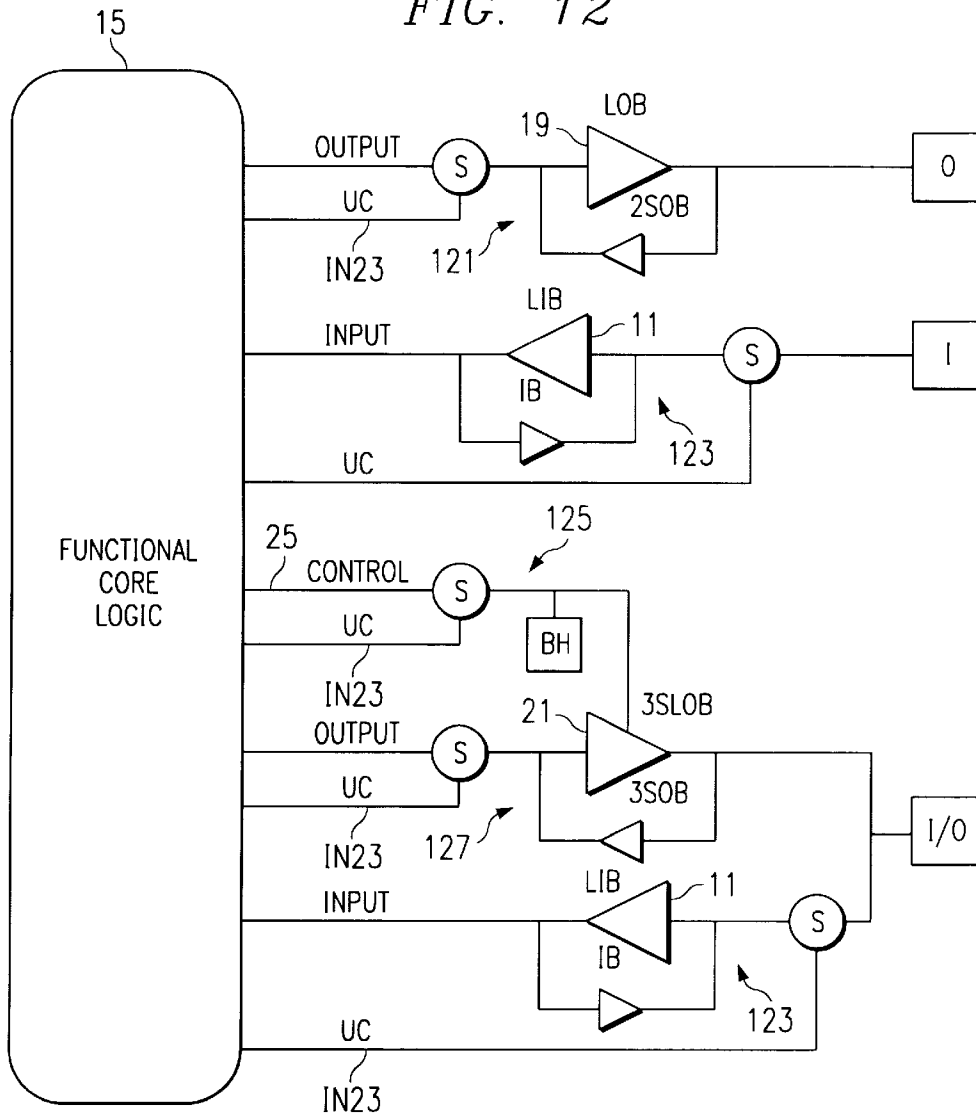 FIG. 12
15
LOB
19
OUTPUT
S
O
UC
2SOB
IN23
121
LIB
11
INPUT
S
I
IB
123
UC
125
25
CONTROL
S
FUNCTIONAL
CORE
LOGIC
UC
BH
IN23
21
3SLOB
OUTPUT
S
UC
3SOB
I/O
IN23
127
LIB
11
INPUT
S
IB
123
UC
IN23